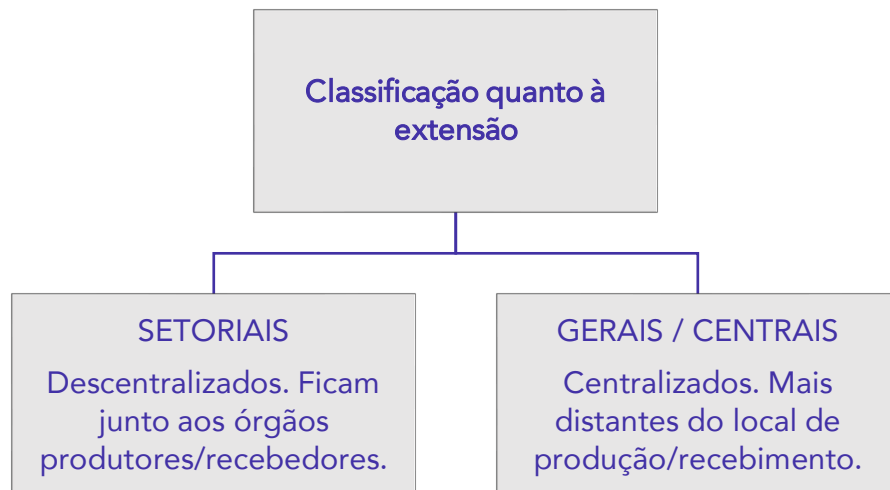 Classificação quanto à
extensão
SETORIAIS
Descentralizados. Ficam
junto aos órgãos
produtores/recebedores.
GERAIS / CENTRAIS
Centralizados. Mais
distantes do local de
produção/recebimento.